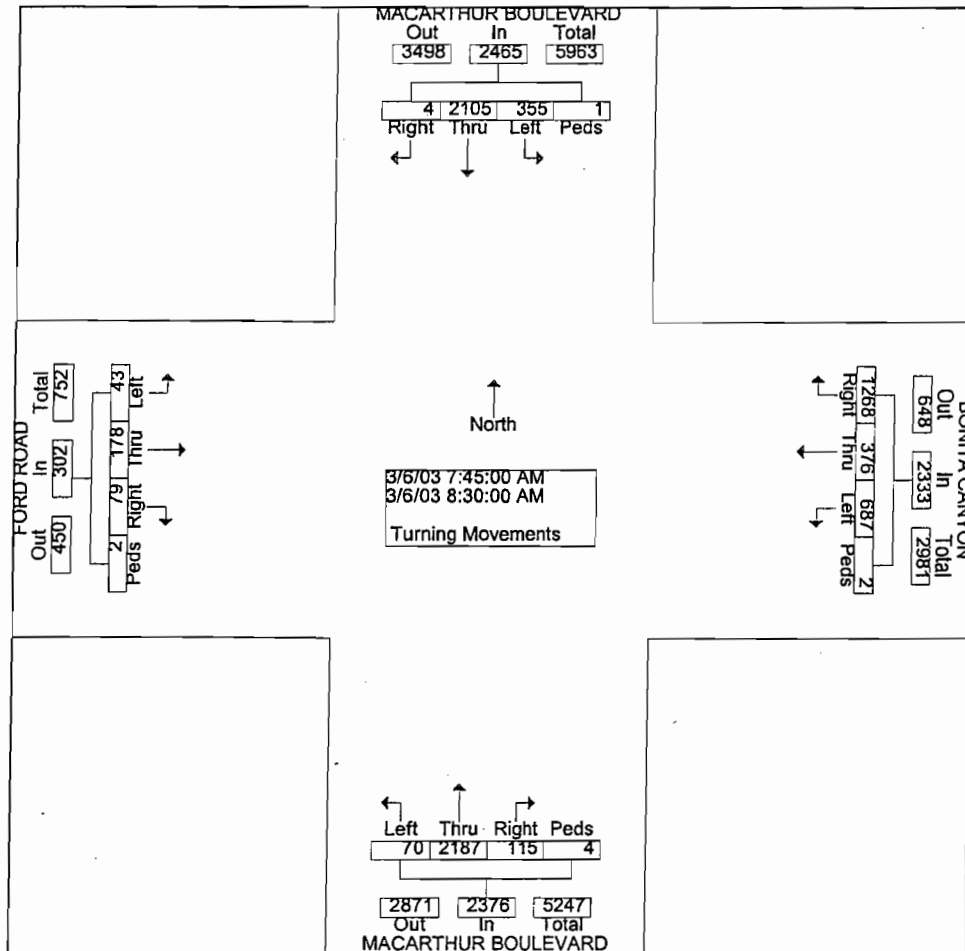 MACARTHUR BOULEVARD
Out In Total
3498 2465 5963
4 2105 355 1
Right Thru Left Peds
FORD ROAD
Out In Total
450 302 752
2 79 178 43
Peds Right Thru Left
North
3/6/03 7:45:00 AM
3/6/03 8:30:00 AM
Turning Movements
BONITA CANYON
Out In Total
648 2333 2981
1268 376 687 2
Right Thru Left Peds
Left Thru Right Peds
70 2187 115 4
2871 2376 5247
Out In Total
MACARTHUR BOULEVARD